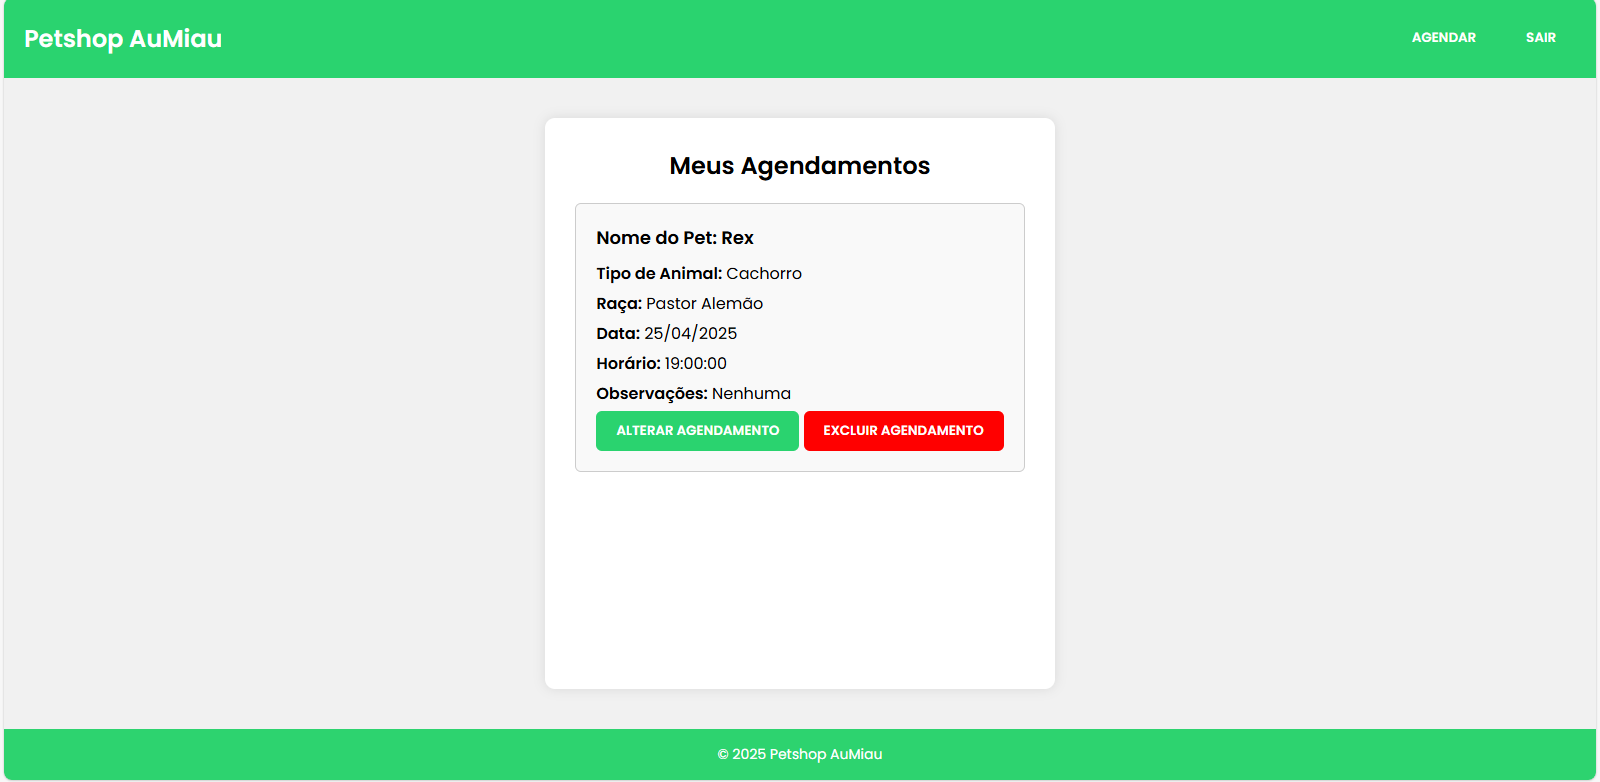 Petshop AuMiau
AGENDAR SAIR
Meus Agendamentos
Nome do Pet: Rex
Tipo de Animal: Cachorro
Raça: Pastor Alemão
Data: 25/04/2025
Horário: 19:00:00
Observações: Nenhuma
ALTERAR AGENDAMENTO EXCLUIR AGENDAMENTO
© 2025 Petshop AuMiau